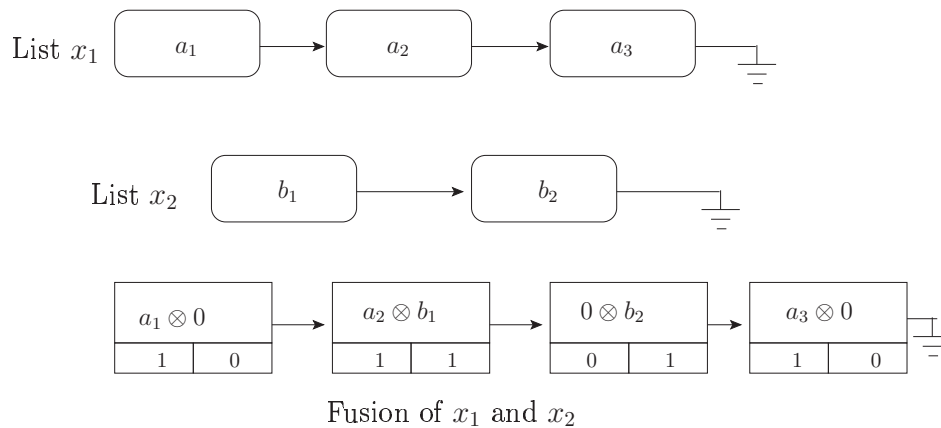 List x₁ a₁ a₂ a₃
List x₂ b₁ b₂
a₁ ⊗ 0 a₂ ⊗ b₁ 0 ⊗ b₂ a₃ ⊗ 0
1 0 1 1 0 1 1 0
Fusion of x₁ and x₂